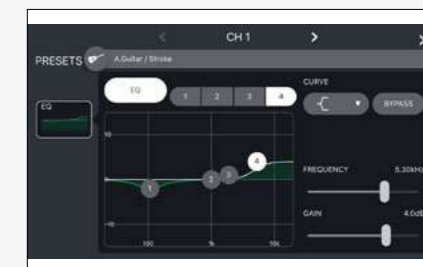 CH 1
PRESETS
A.Guitar / Stroke
EQ
EQ
1
2
3
4
CURVE
BYPASS
10
4
1
2
3
FREQUENCY
5.30kHz
0
GAIN
4.0dB
-10
100
1k
10k